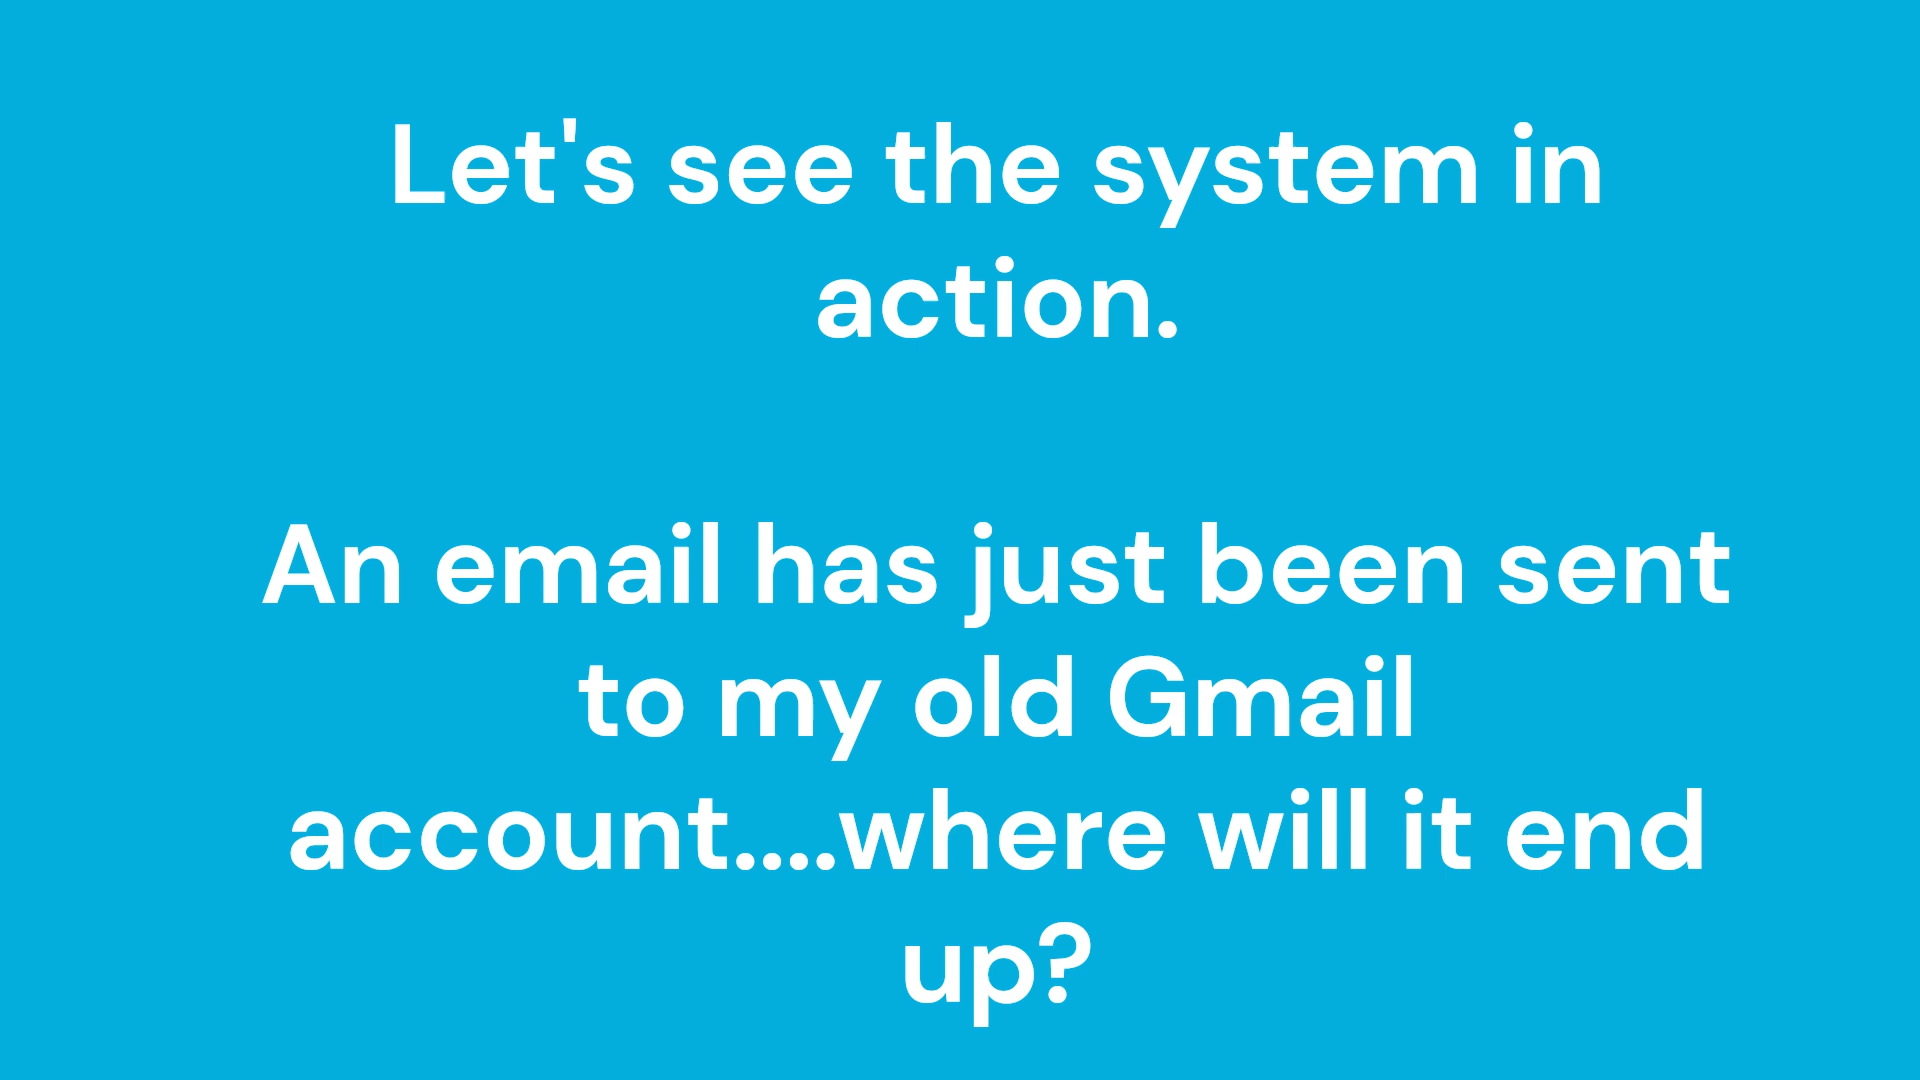 Let's see the system in
action.
An email has just been sent
to my old Gmail
account....where will it end
up?